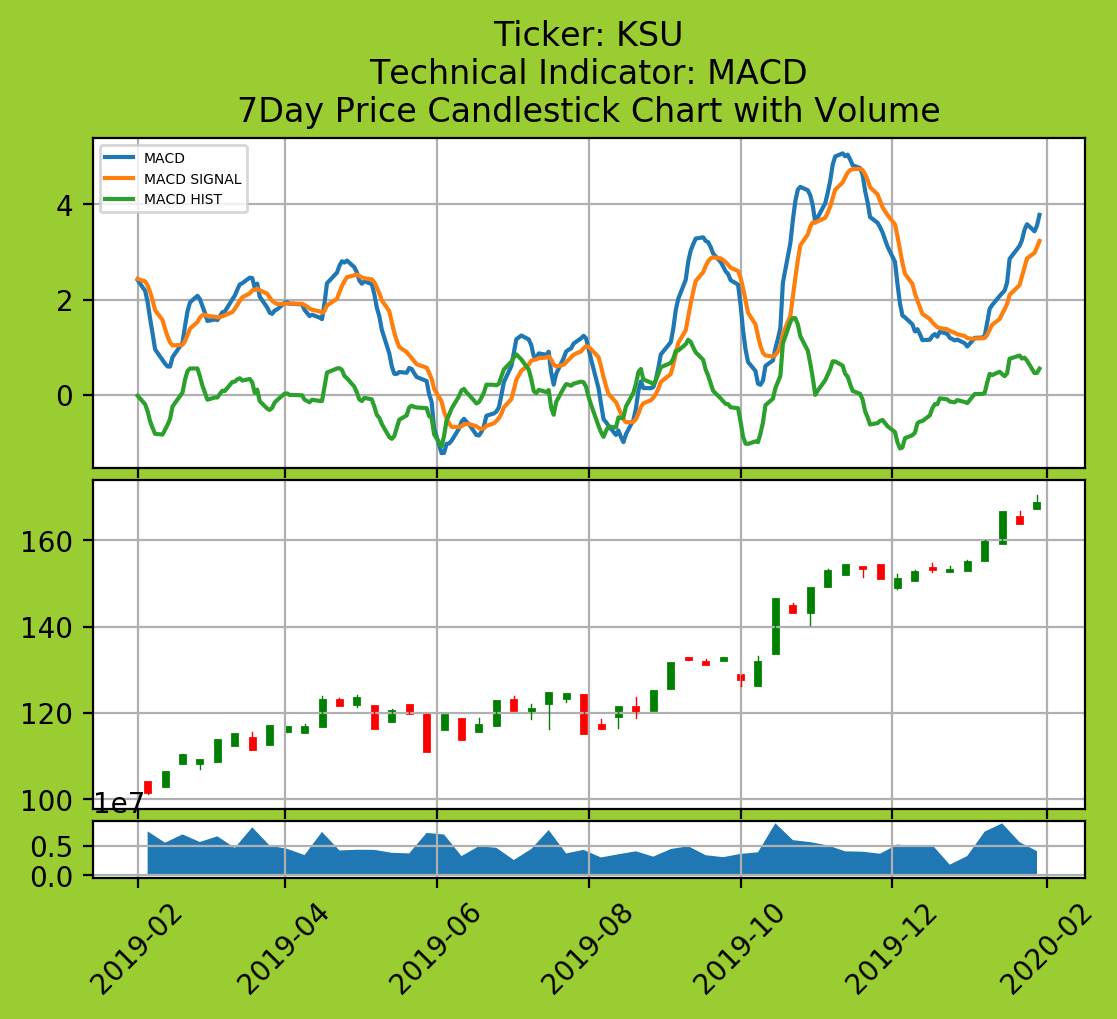 Ticker: KSU
Technical Indicator: MACD
7Day Price Candlestick Chart with Volume
MACD
MACD SIGNAL
MACD HIST
4
2
0
160
140
120
100
1e7
0.5
0.0
2019-02
2019-04
2019-06
2019-08
2019-10
2019-12
2020-02